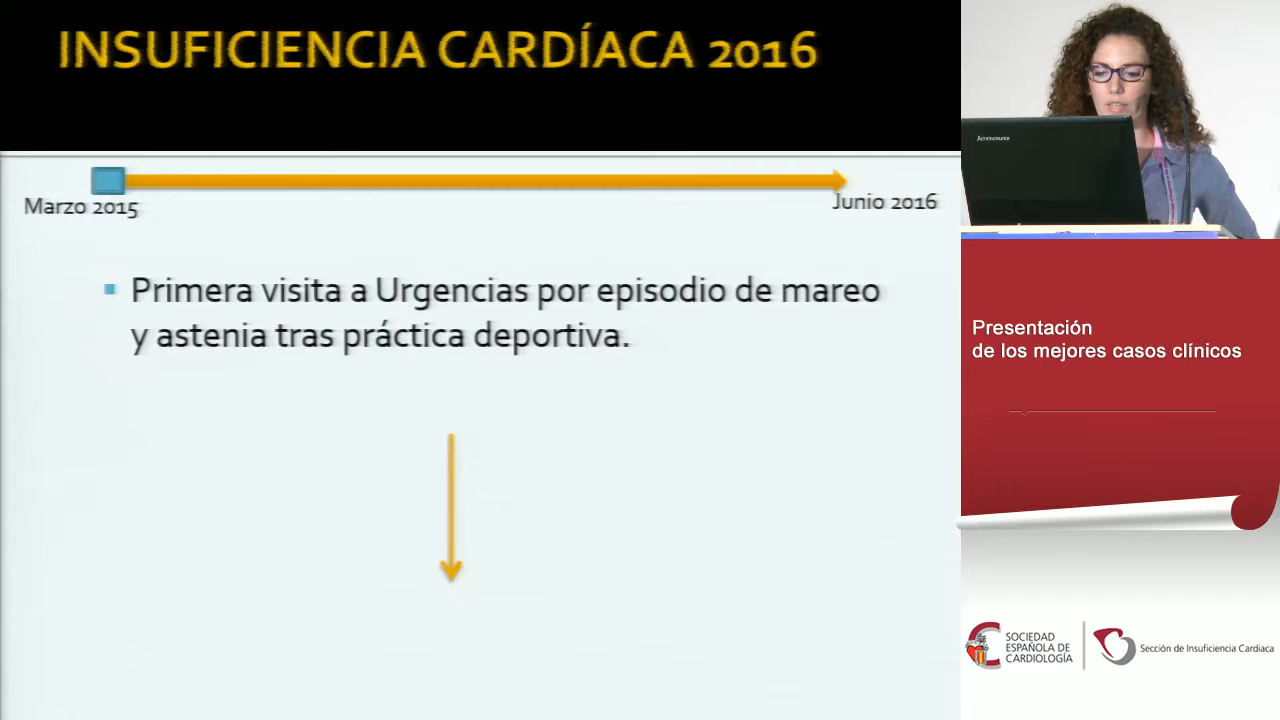 INSUFICIENCIA CARDÍACA 2016
Marzo 2015
Junio 2016
Primera visita a Urgencias por episodio de mareo
y astenia tras práctica deportiva.
lenovo
Presentación
de los mejores casos clínicos
SOCIEDAD
ESPAÑOLA DE
CARDIOLOGÍA
Sección de Insuficiencia Cardiaca